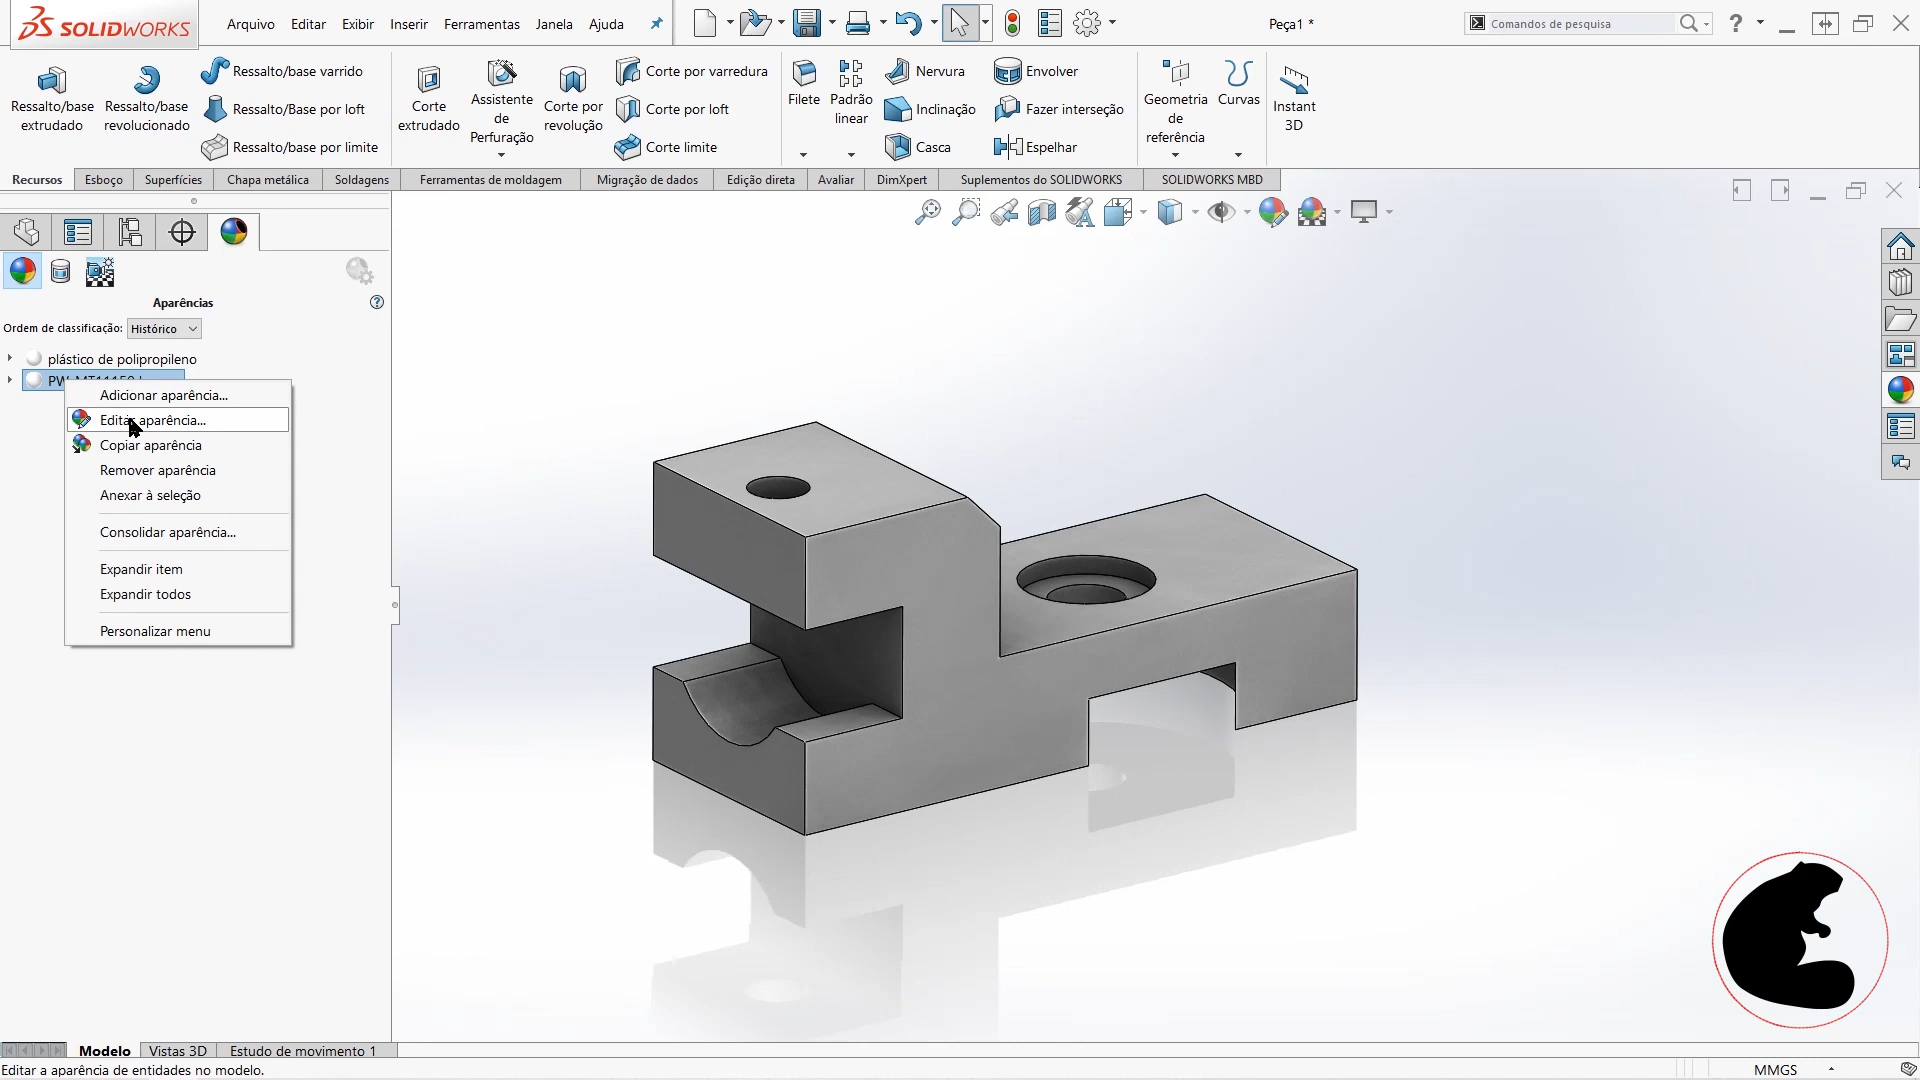 SOLIDWORKS
Arquivo Editar Exibir Inserir Ferramentas Janela Ajuda
Peça1 *
Comandos de pesquisa
?
Ressalto/base extrudado
Ressalto/base revolucionado
Ressalto/base varrido
Ressalto/Base por loft
Ressalto/base por limite
Corte extrudado
Assistente de Perfuração
Corte por revolução
Corte por varredura
Corte por loft
Corte limite
Filete
Padrão linear
Nervura
Inclinação
Casca
Envolver
Fazer interseção
Espelhar
Geometria de referência
Curvas
Instant 3D
Recursos Esboço Superfícies Chapa metálica Soldagens Ferramentas de moldagem Migração de dados Edição direta Avaliar DimXpert Suplementos do SOLIDWORKS SOLIDWORKS MBD
Aparências
Ordem de classificação: Histórico
plástico de polipropileno
Adicionar aparência...
Editar aparência...
Copiar aparência
Remover aparência
Anexar à seleção
Consolidar aparência...
Expandir item
Expandir todos
Personalizar menu
Modelo Vistas 3D Estudo de movimento 1
Editar a aparência de entidades no modelo.
MMGS